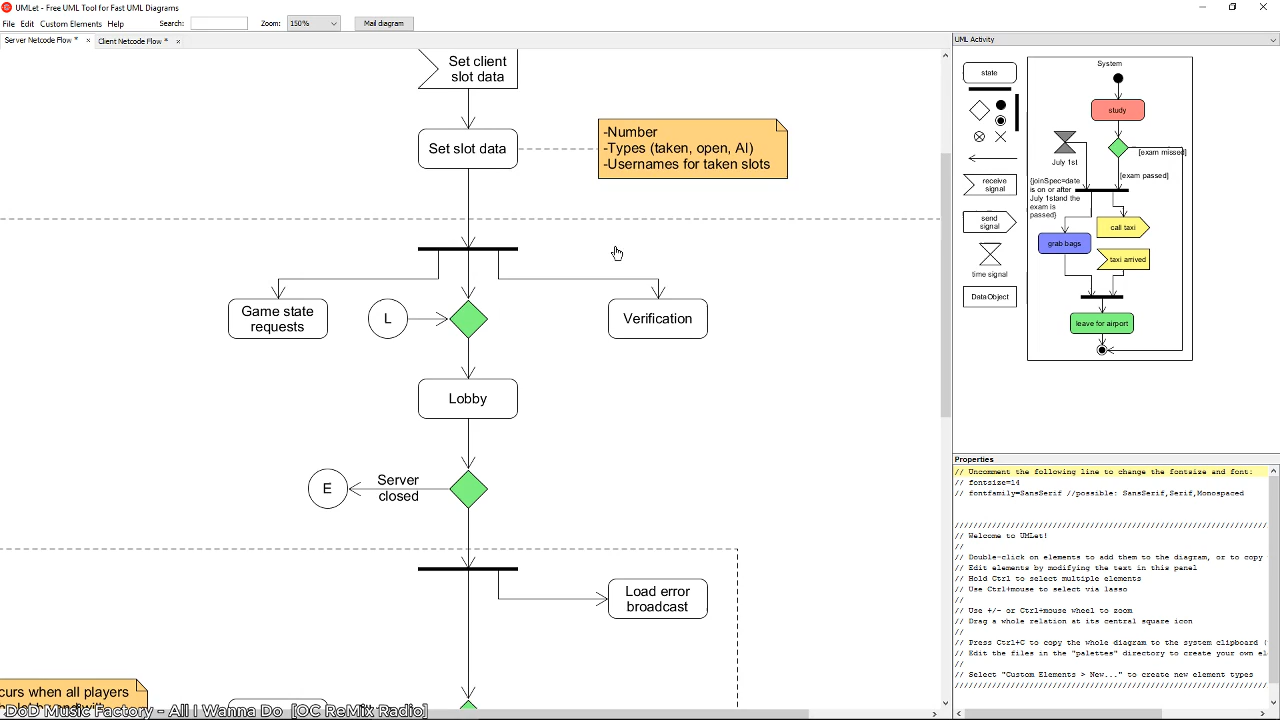 UMLet - Free UML Tool for Fast UML Diagrams
File Edit Custom Elements Help Search: Zoom: 150% Mail diagram
Server Netcode Flow * × Client Netcode Flow * ×
Set client
slot data
Set slot data
-Number
-Types (taken, open, AI)
-Usernames for taken slots
Game state
requests
L
Verification
Lobby
E
Server
closed
Load error
broadcast
curs when all players
DoD Music Factory - All I Wanna Do [OC ReMix Radio]
UML Activity
state
receive
signal
send
signal
time signal
DataObject
System
study
July 1st
[exam missed]
[exam passed]
{joinSpec=date
is on or after
July 1stand the
exam is
passed}
call taxi
grab bags
taxi arrived
leave for airport
Properties
// Uncomment the following line to change the fontsize and font:
// fontsize=14
// fontfamily=SansSerif //possible: SansSerif,Serif,Monospaced
// Welcome to UMLet!
//
// Double-click on elements to add them to the diagram, or to copy
// Edit elements by modifying the text in this panel
// Hold Ctrl to select multiple elements
// Use Ctrl+mouse to select via lasso
//
// Use +/- or Ctrl+mouse wheel to zoom
// Drag a whole relation at its central square icon
//
// Press Ctrl+C to copy the whole diagram to the system clipboard (
// Edit the files in the "palettes" directory to create your own el
//
// Select "Custom Elements > New..." to create new element types